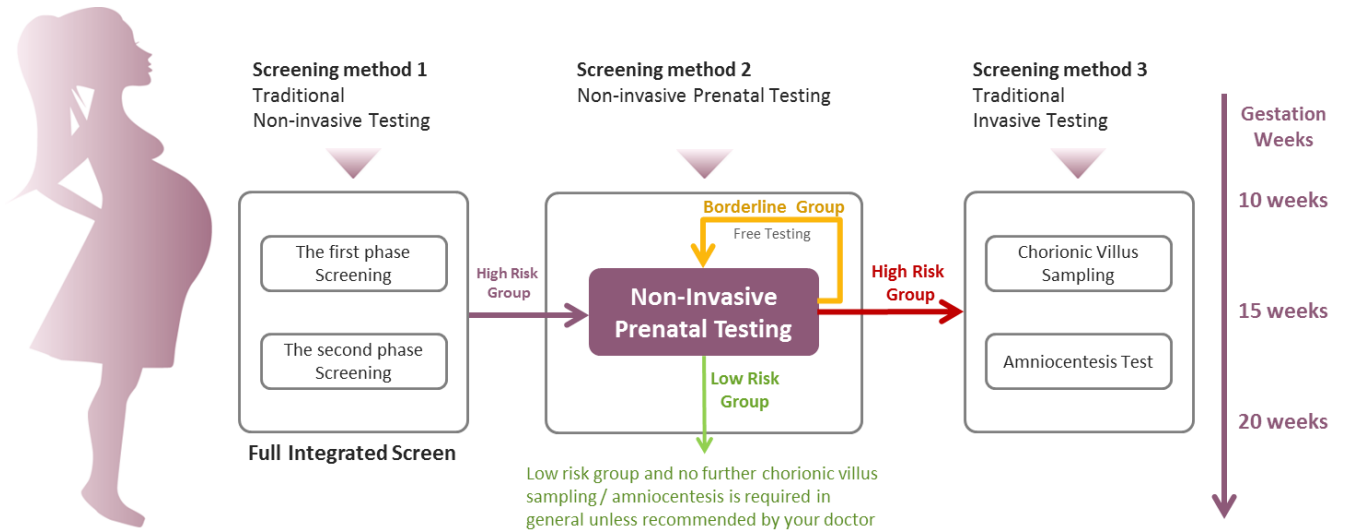 Screening method 1
Traditional
Non-invasive Testing
Screening method 2
Non-invasive Prenatal Testing
Screening method 3
Traditional
Invasive Testing
Gestation
Weeks
10 weeks
15 weeks
20 weeks
The first phase
Screening
The second phase
Screening
Full Integrated Screen
High Risk
Group
Borderline Group
Free Testing
Non-Invasive
Prenatal Testing
High Risk
Group
Low Risk
Group
Low risk group and no further chorionic villus
sampling / amniocentesis is required in
general unless recommended by your doctor
Chorionic Villus
Sampling
Amniocentesis Test